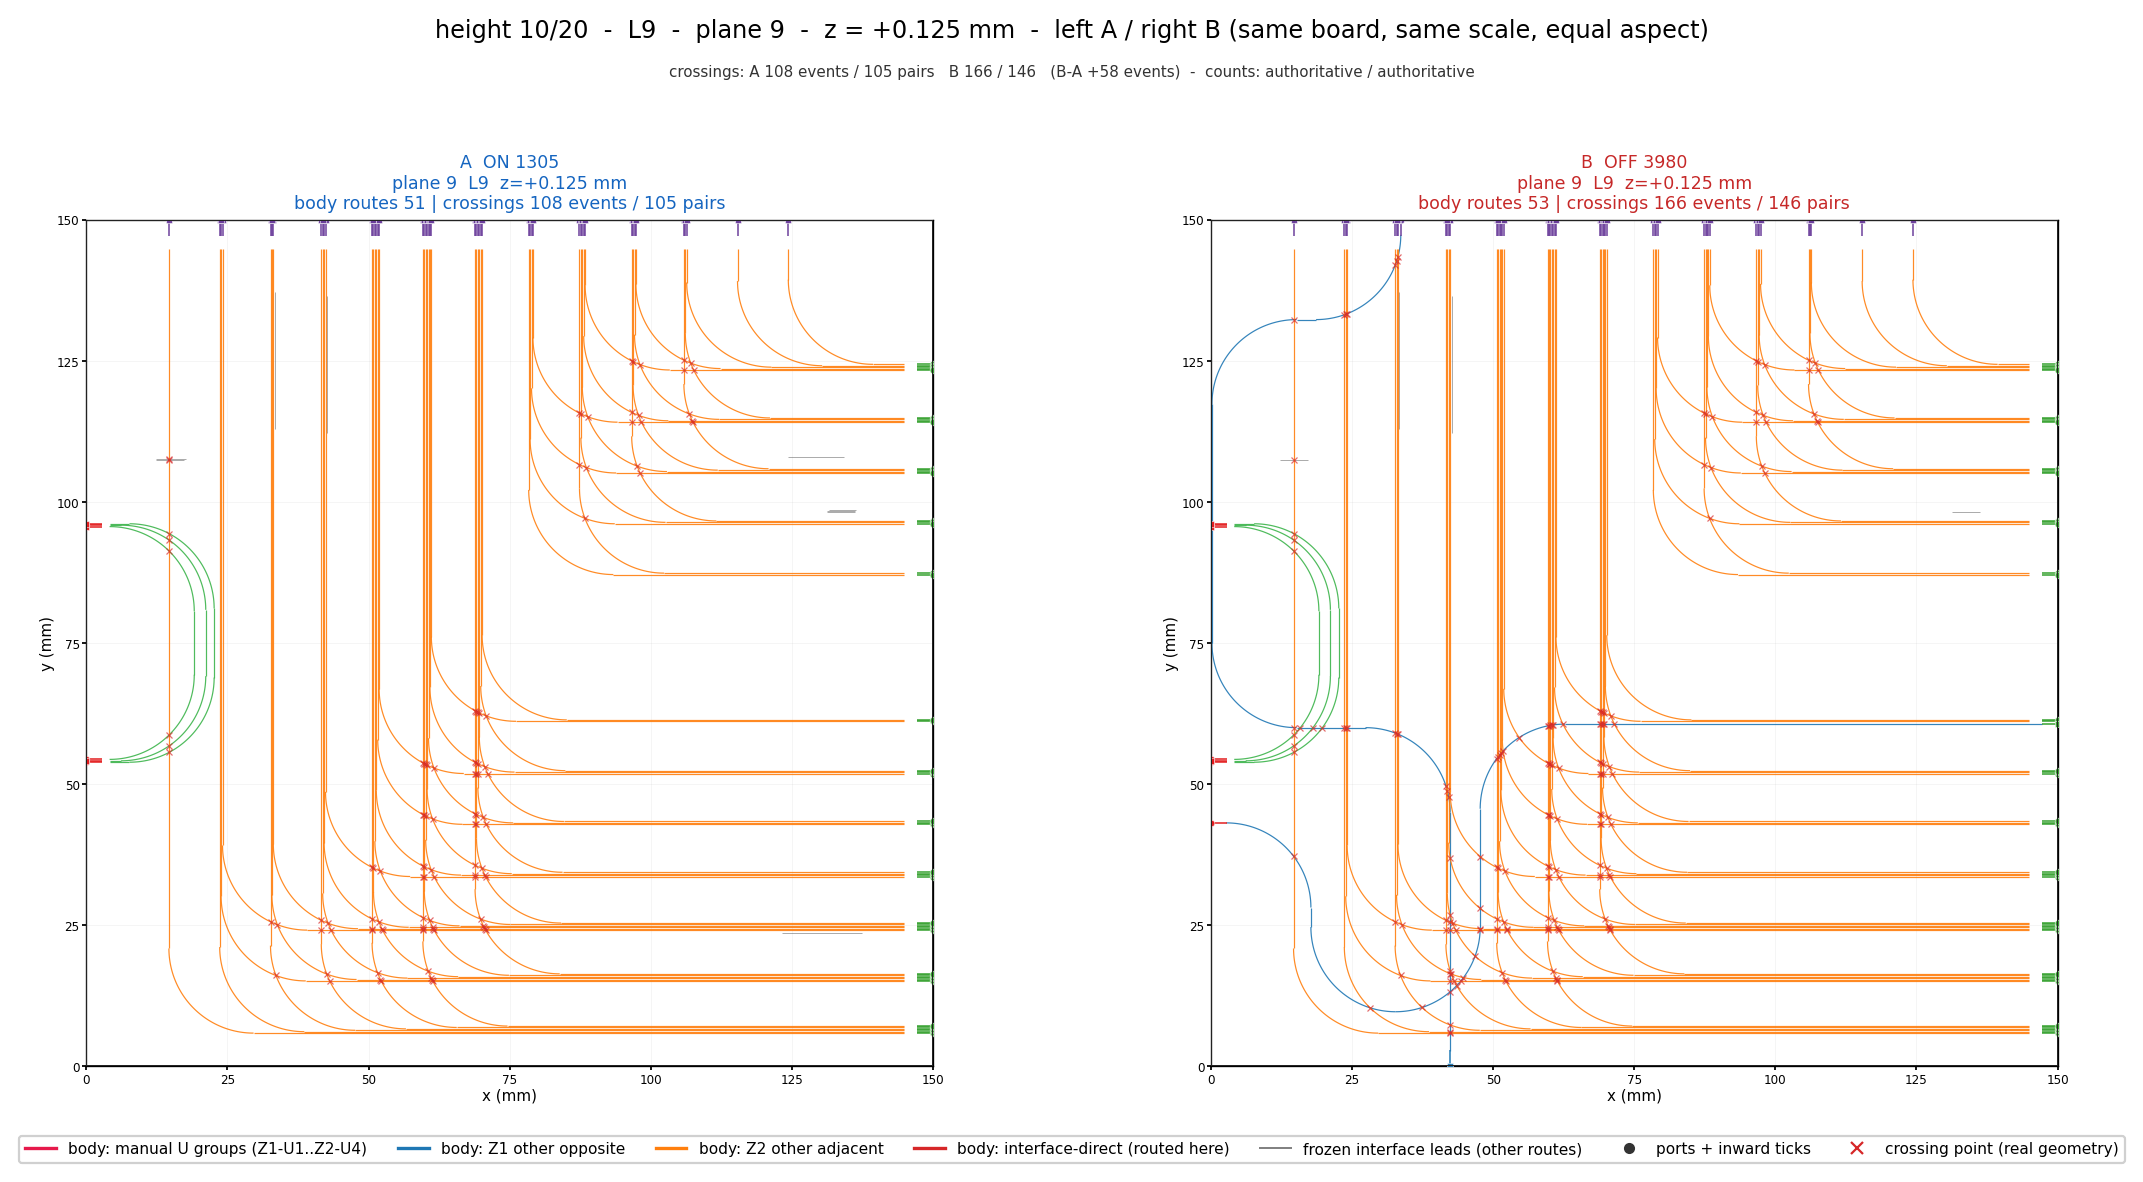 height 10/20 - L9 - plane 9 - z = +0.125 mm - left A / right B (same board, same scale, equal aspect)
crossings: A 108 events / 105 pairs B 166 / 146 (B-A +58 events) - counts: authoritative / authoritative
A ON 1305
plane 9 L9 z=+0.125 mm
body routes 51 | crossings 108 events / 105 pairs
150
125
100
75
50
25
0
y (mm)
0 25 50 75 100 125 150
x (mm)
B OFF 3980
plane 9 L9 z=+0.125 mm
body routes 53 | crossings 166 events / 146 pairs
150
125
100
75
50
25
0
y (mm)
0 25 50 75 100 125 150
x (mm)
body: manual U groups (Z1-U1..Z2-U4) body: Z1 other opposite body: Z2 other adjacent body: interface-direct (routed here) frozen interface leads (other routes) ports + inward ticks crossing point (real geometry)